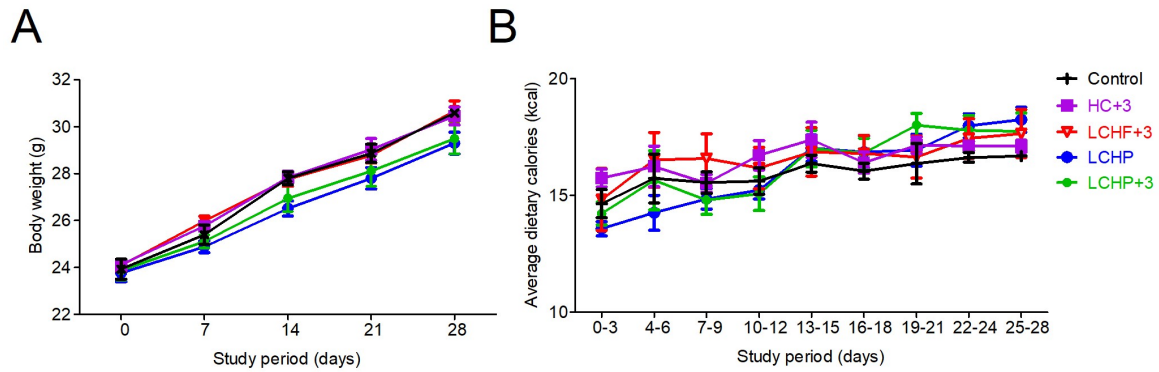 A
Body weight (g)
32
30
28
26
24
22
0 7 14 21 28
Study period (days)
B
Average dietary calories (kcal)
20
15
10
0-3 4-6 7-9 10-12 13-15 16-18 19-21 22-24 25-28
Study period (days)
Control
HC+3
LCHF+3
LCHP
LCHP+3